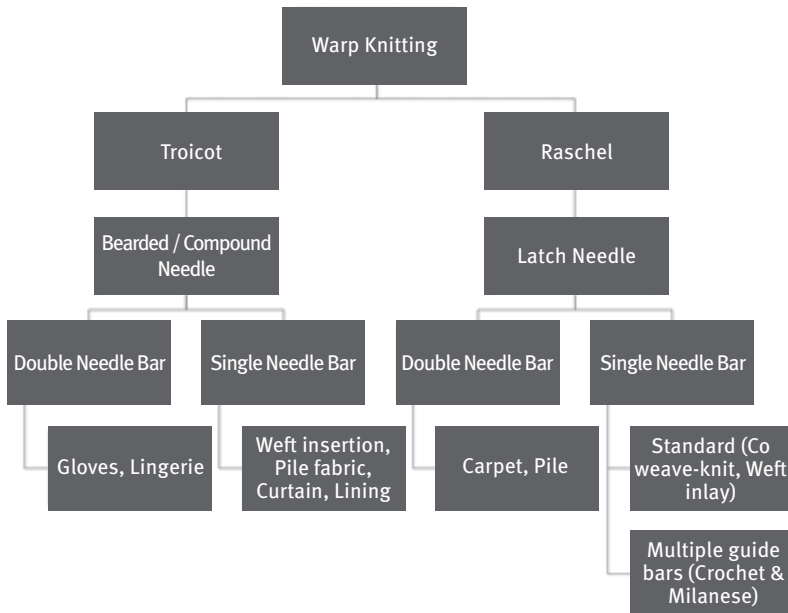 Warp Knitting
Troicot
Raschel
Bearded / Compound
Needle
Latch Needle
Double Needle Bar
Single Needle Bar
Double Needle Bar
Single Needle Bar
Gloves, Lingerie
Weft insertion,
Pile fabric,
Curtain, Lining
Carpet, Pile
Standard (Co
weave-knit, Weft
inlay)
Multiple guide
bars (Crochet &
Milanese)